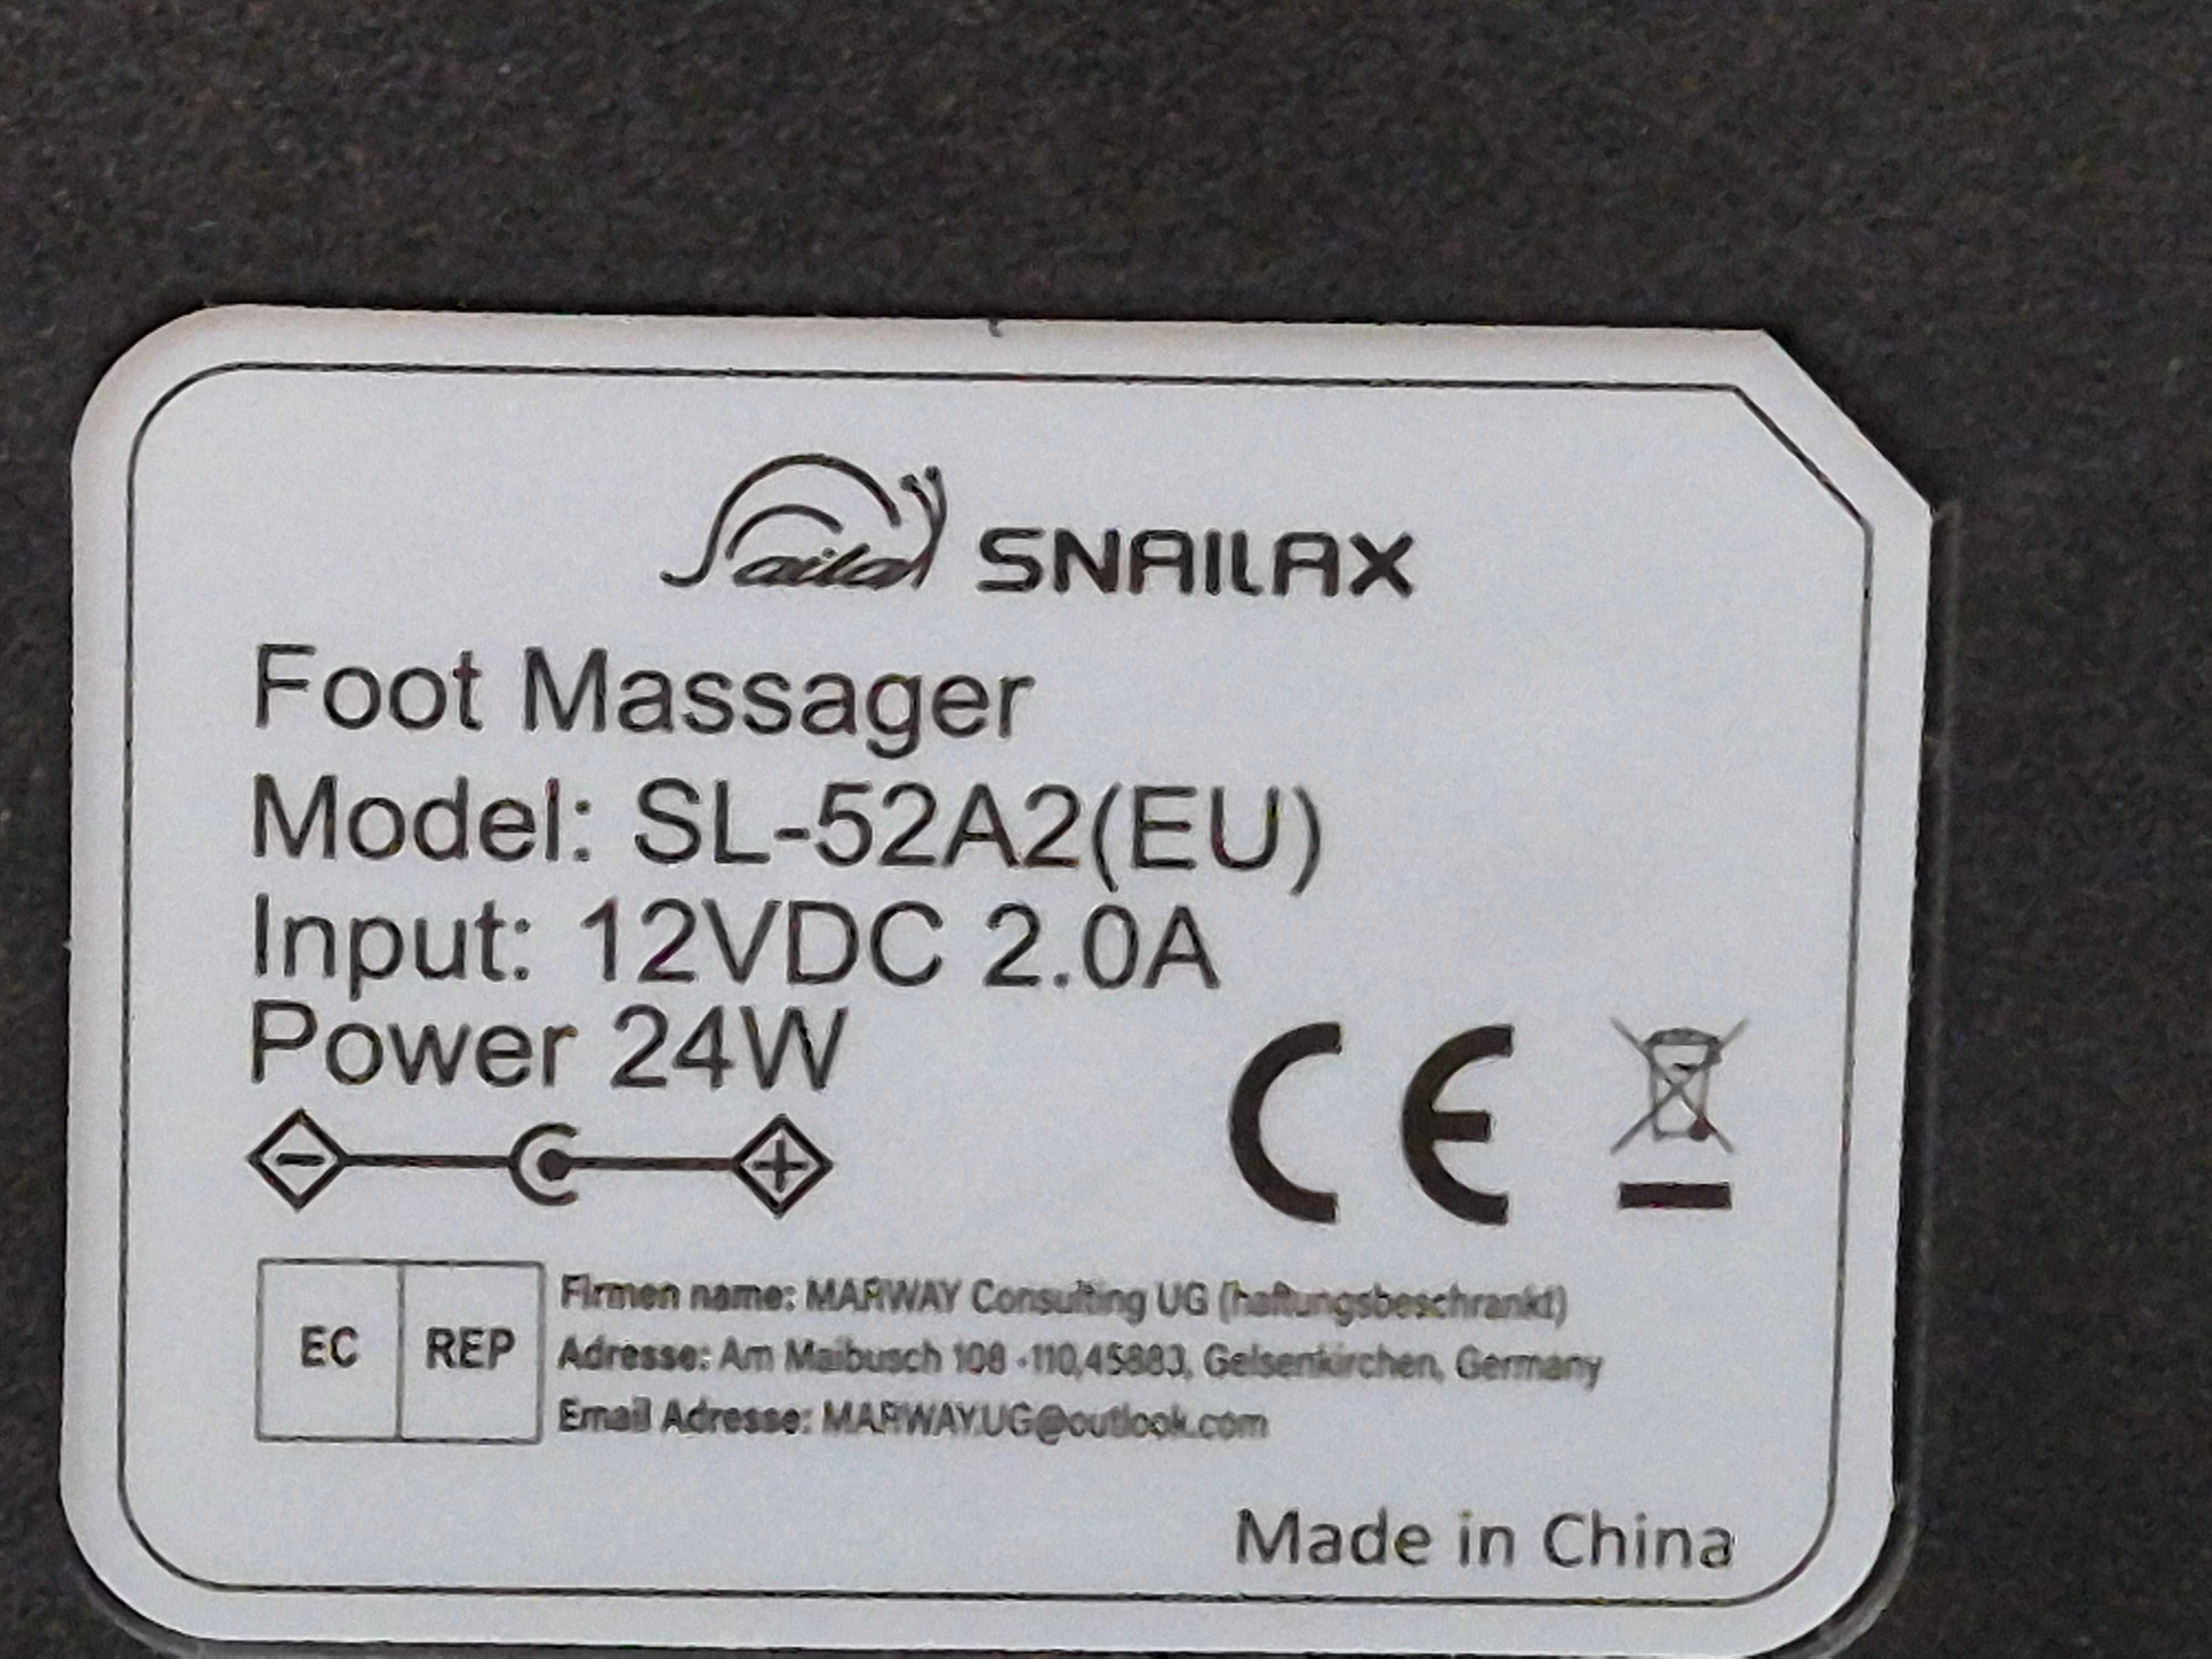 Snailax SNAILAX
Foot Massager
Model: SL-52A2(EU)
Input: 12VDC 2.0A
Power 24W
CE
EC REP
Firmen name: MARWAY Consulting UG (haftungsbeschrankt)
Adresse: Am Maibusch 108 -110,45883, Gelsenkirchen, Germany
Email Adresse: MARWAY.UG@outlook.com
Made in China